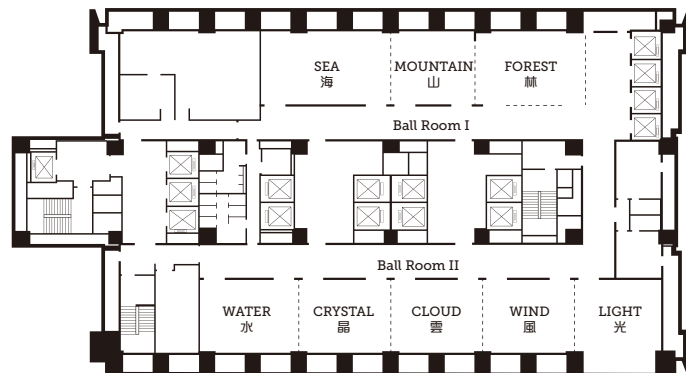 SEA
海
MOUNTAIN
山
FOREST
林
Ball Room I
Ball Room II
WATER
水
CRYSTAL
晶
CLOUD
雲
WIND
風
LIGHT
光